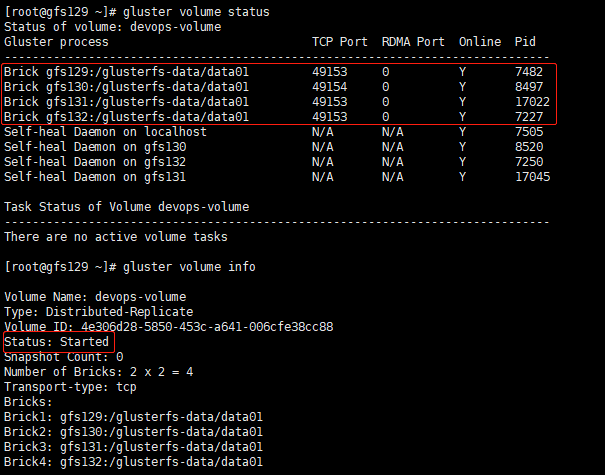 [root@gfs129 ~]# gluster volume status
Status of volume: devops-volume
Gluster process                             TCP Port  RDMA Port  Online  Pid
------------------------------------------------------------------------------
Brick gfs129:/glusterfs-data/data01         49153     0          Y       7482
Brick gfs130:/glusterfs-data/data01         49154     0          Y       8497
Brick gfs131:/glusterfs-data/data01         49153     0          Y       17022
Brick gfs132:/glusterfs-data/data01         49153     0          Y       7227
Self-heal Daemon on localhost               N/A       N/A        Y       7505
Self-heal Daemon on gfs130                  N/A       N/A        Y       8520
Self-heal Daemon on gfs132                  N/A       N/A        Y       7250
Self-heal Daemon on gfs131                  N/A       N/A        Y       17045
Task Status of Volume devops-volume
------------------------------------------------------------------------------
There are no active volume tasks
[root@gfs129 ~]# gluster volume info
Volume Name: devops-volume
Type: Distributed-Replicate
Volume ID: 4e306d28-5850-453c-a641-006cfe38cc88
Status: Started
Snapshot Count: 0
Number of Bricks: 2 x 2 = 4
Transport-type: tcp
Bricks:
Brick1: gfs129:/glusterfs-data/data01
Brick2: gfs130:/glusterfs-data/data01
Brick3: gfs131:/glusterfs-data/data01
Brick4: gfs132:/glusterfs-data/data01